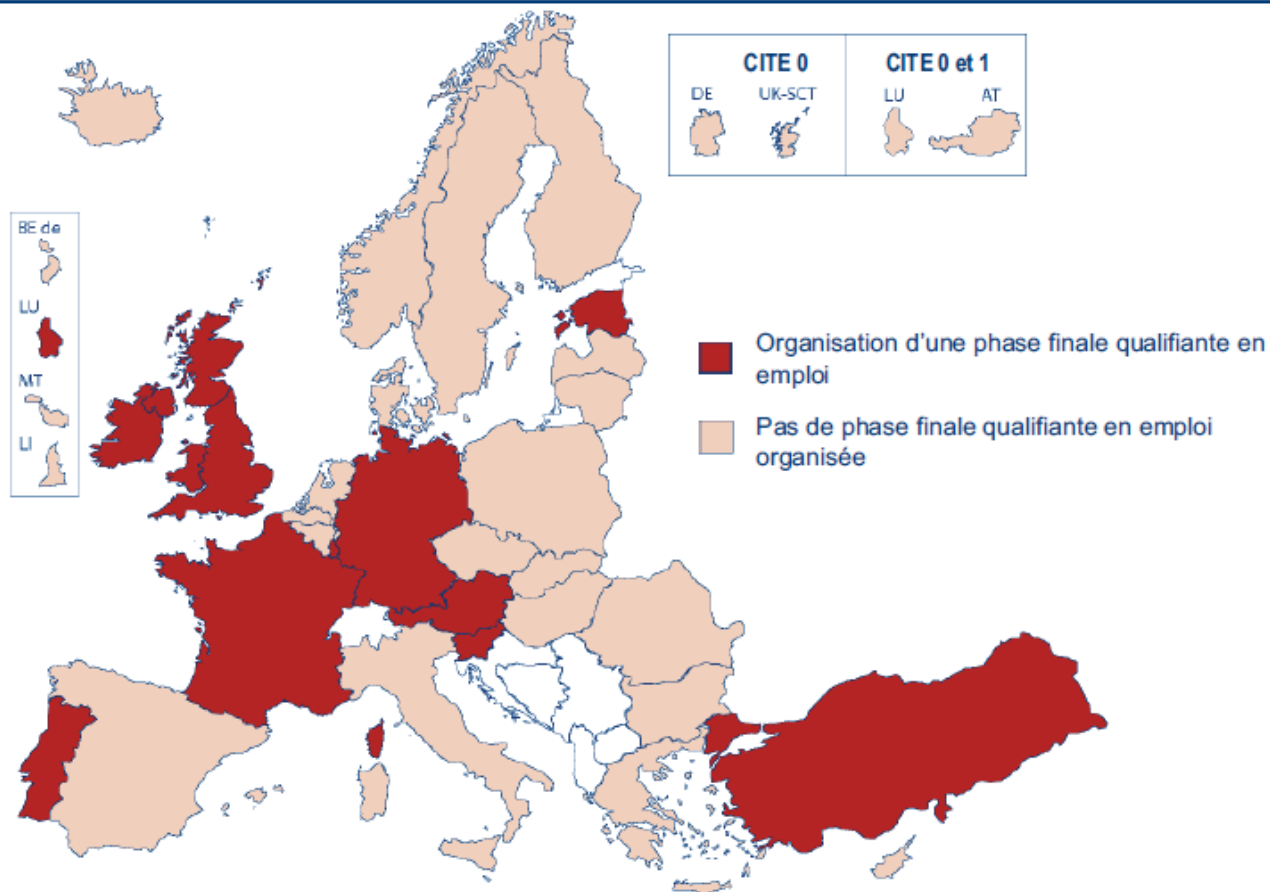 CITE 0
CITE 0 et 1
DE
UK-SCT
LU
AT
BE de
LU
MT
LI
Organisation d'une phase finale qualifiante en
emploi
Pas de phase finale qualifiante en emploi
organisée